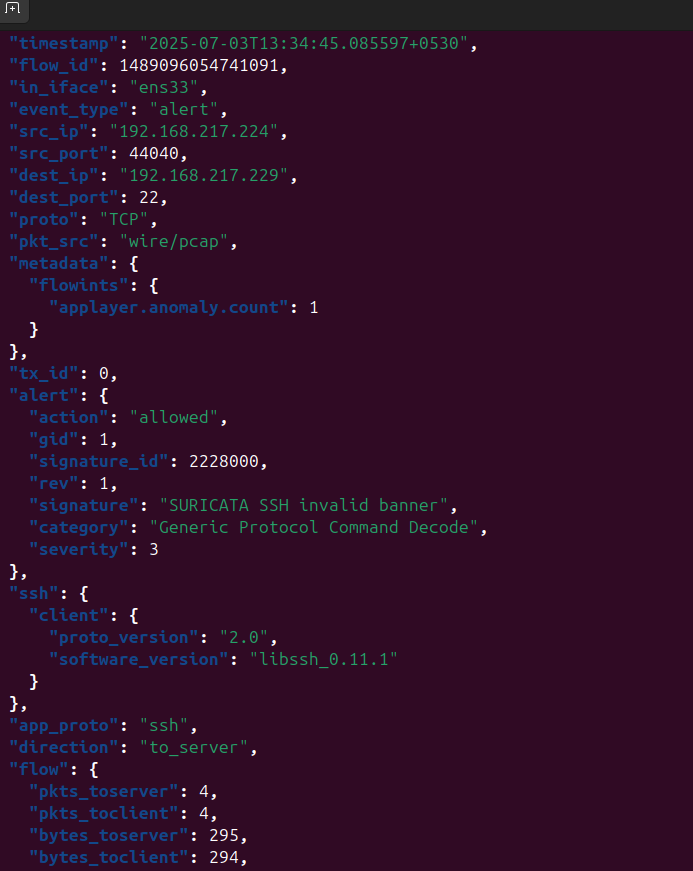 "timestamp": "2025-07-03T13:34:45.085597+0530",
"flow_id": 1489096054741091,
"in_iface": "ens33",
"event_type": "alert",
"src_ip": "192.168.217.224",
"src_port": 44040,
"dest_ip": "192.168.217.229",
"dest_port": 22,
"proto": "TCP",
"pkt_src": "wire/pcap",
"metadata": {
  "flowints": {
    "applayer.anomaly.count": 1
  }
},
"tx_id": 0,
"alert": {
  "action": "allowed",
  "gid": 1,
  "signature_id": 2228000,
  "rev": 1,
  "signature": "SURICATA SSH invalid banner",
  "category": "Generic Protocol Command Decode",
  "severity": 3
},
"ssh": {
  "client": {
    "proto_version": "2.0",
    "software_version": "libssh_0.11.1"
  }
},
"app_proto": "ssh",
"direction": "to_server",
"flow": {
  "pkts_toserver": 4,
  "pkts_toclient": 4,
  "bytes_toserver": 295,
  "bytes_toclient": 294,